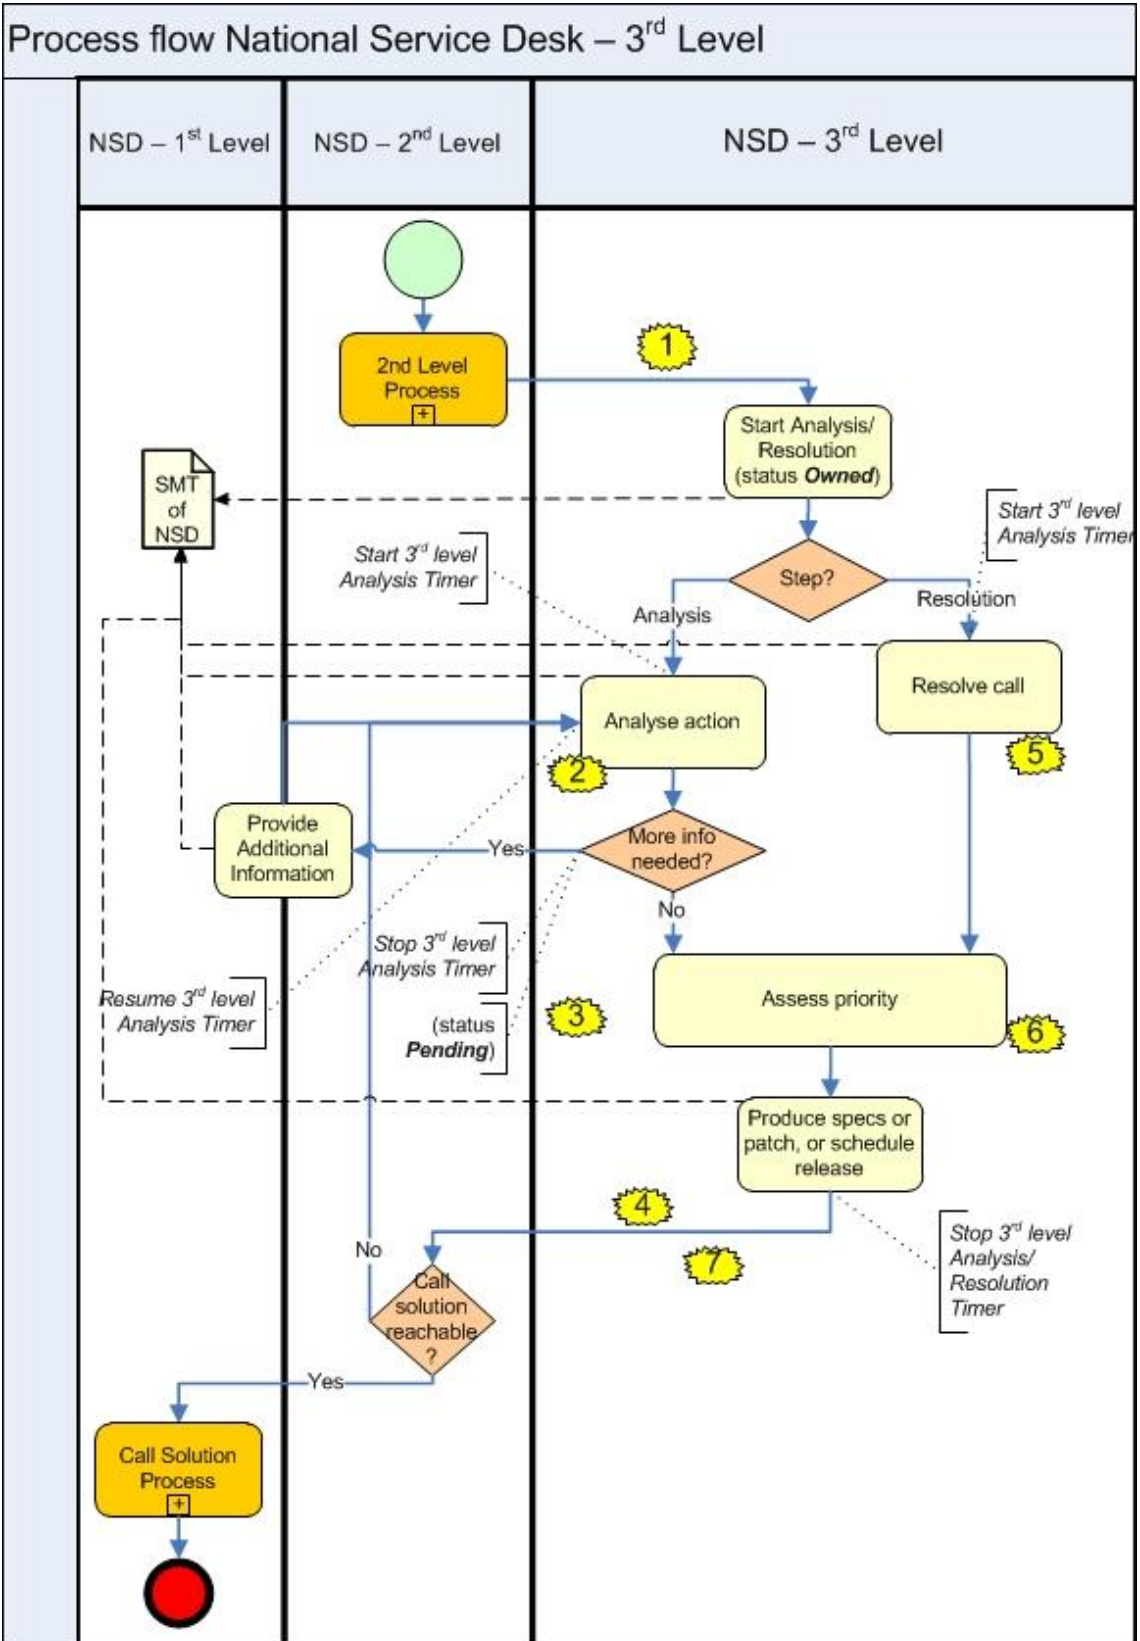 Process flow National Service Desk – 3rd Level
NSD – 1st Level
NSD – 2nd Level
NSD – 3rd Level
2nd Level
Process
+
1
Start Analysis/
Resolution
(status Owned)
SMT
of
NSD
Start 3rd level
Analysis Timer
Start 3rd level
Analysis Timer
Step?
Analysis
Resolution
Resolve call
Analyse action
5
2
Provide
Additional
Information
Yes
More info
needed?
No
Stop 3rd level
Analysis Timer
Resume 3rd level
Analysis Timer
(status
Pending)
3
Assess priority
6
Produce specs or
patch, or schedule
release
4
7
Stop 3rd level
Analysis/
Resolution
Timer
No
Call
solution
reachable
?
Yes
Call Solution
Process
+